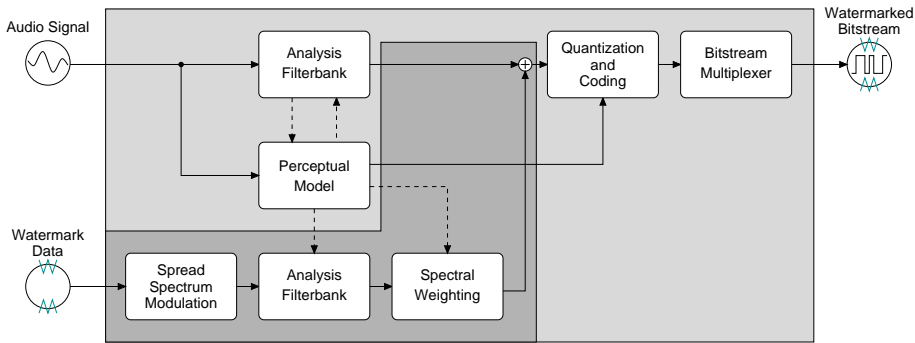 Audio Signal
Analysis
Filterbank
Quantization
and
Coding
Bitstream
Multiplexer
Watermarked
Bitstream
Perceptual
Model
Watermark
Data
Spread
Spectrum
Modulation
Analysis
Filterbank
Spectral
Weighting